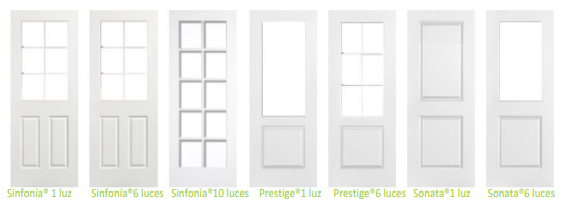 Sinfonía® 1 luz
Sinfonía®6 luces
Sinfonía®10 luces
Prestige®1 luz
Prestige®6 luces
Sonata®1 luz
Sonata®6 luces